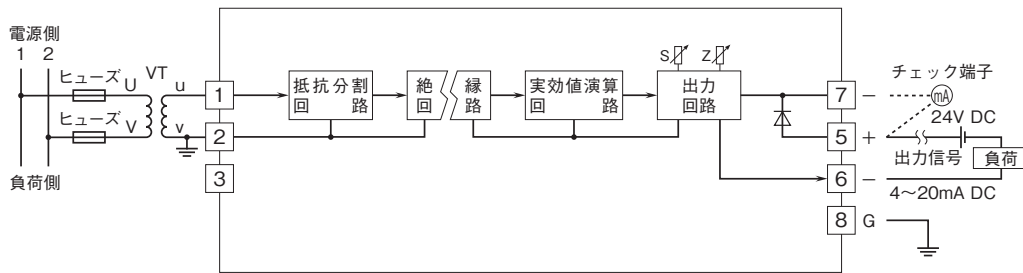 電源側
1 2
ヒューズ U VT u
ヒューズ V v
負荷側
1
2
3
抵抗分割
回 路
絶 縁
回 路
実効値演算
回 路
S Z
出力
回路
7 −
5 +
6 −
8 G
チェック端子
mA
24V DC
出力信号
負荷
4〜20mA DC